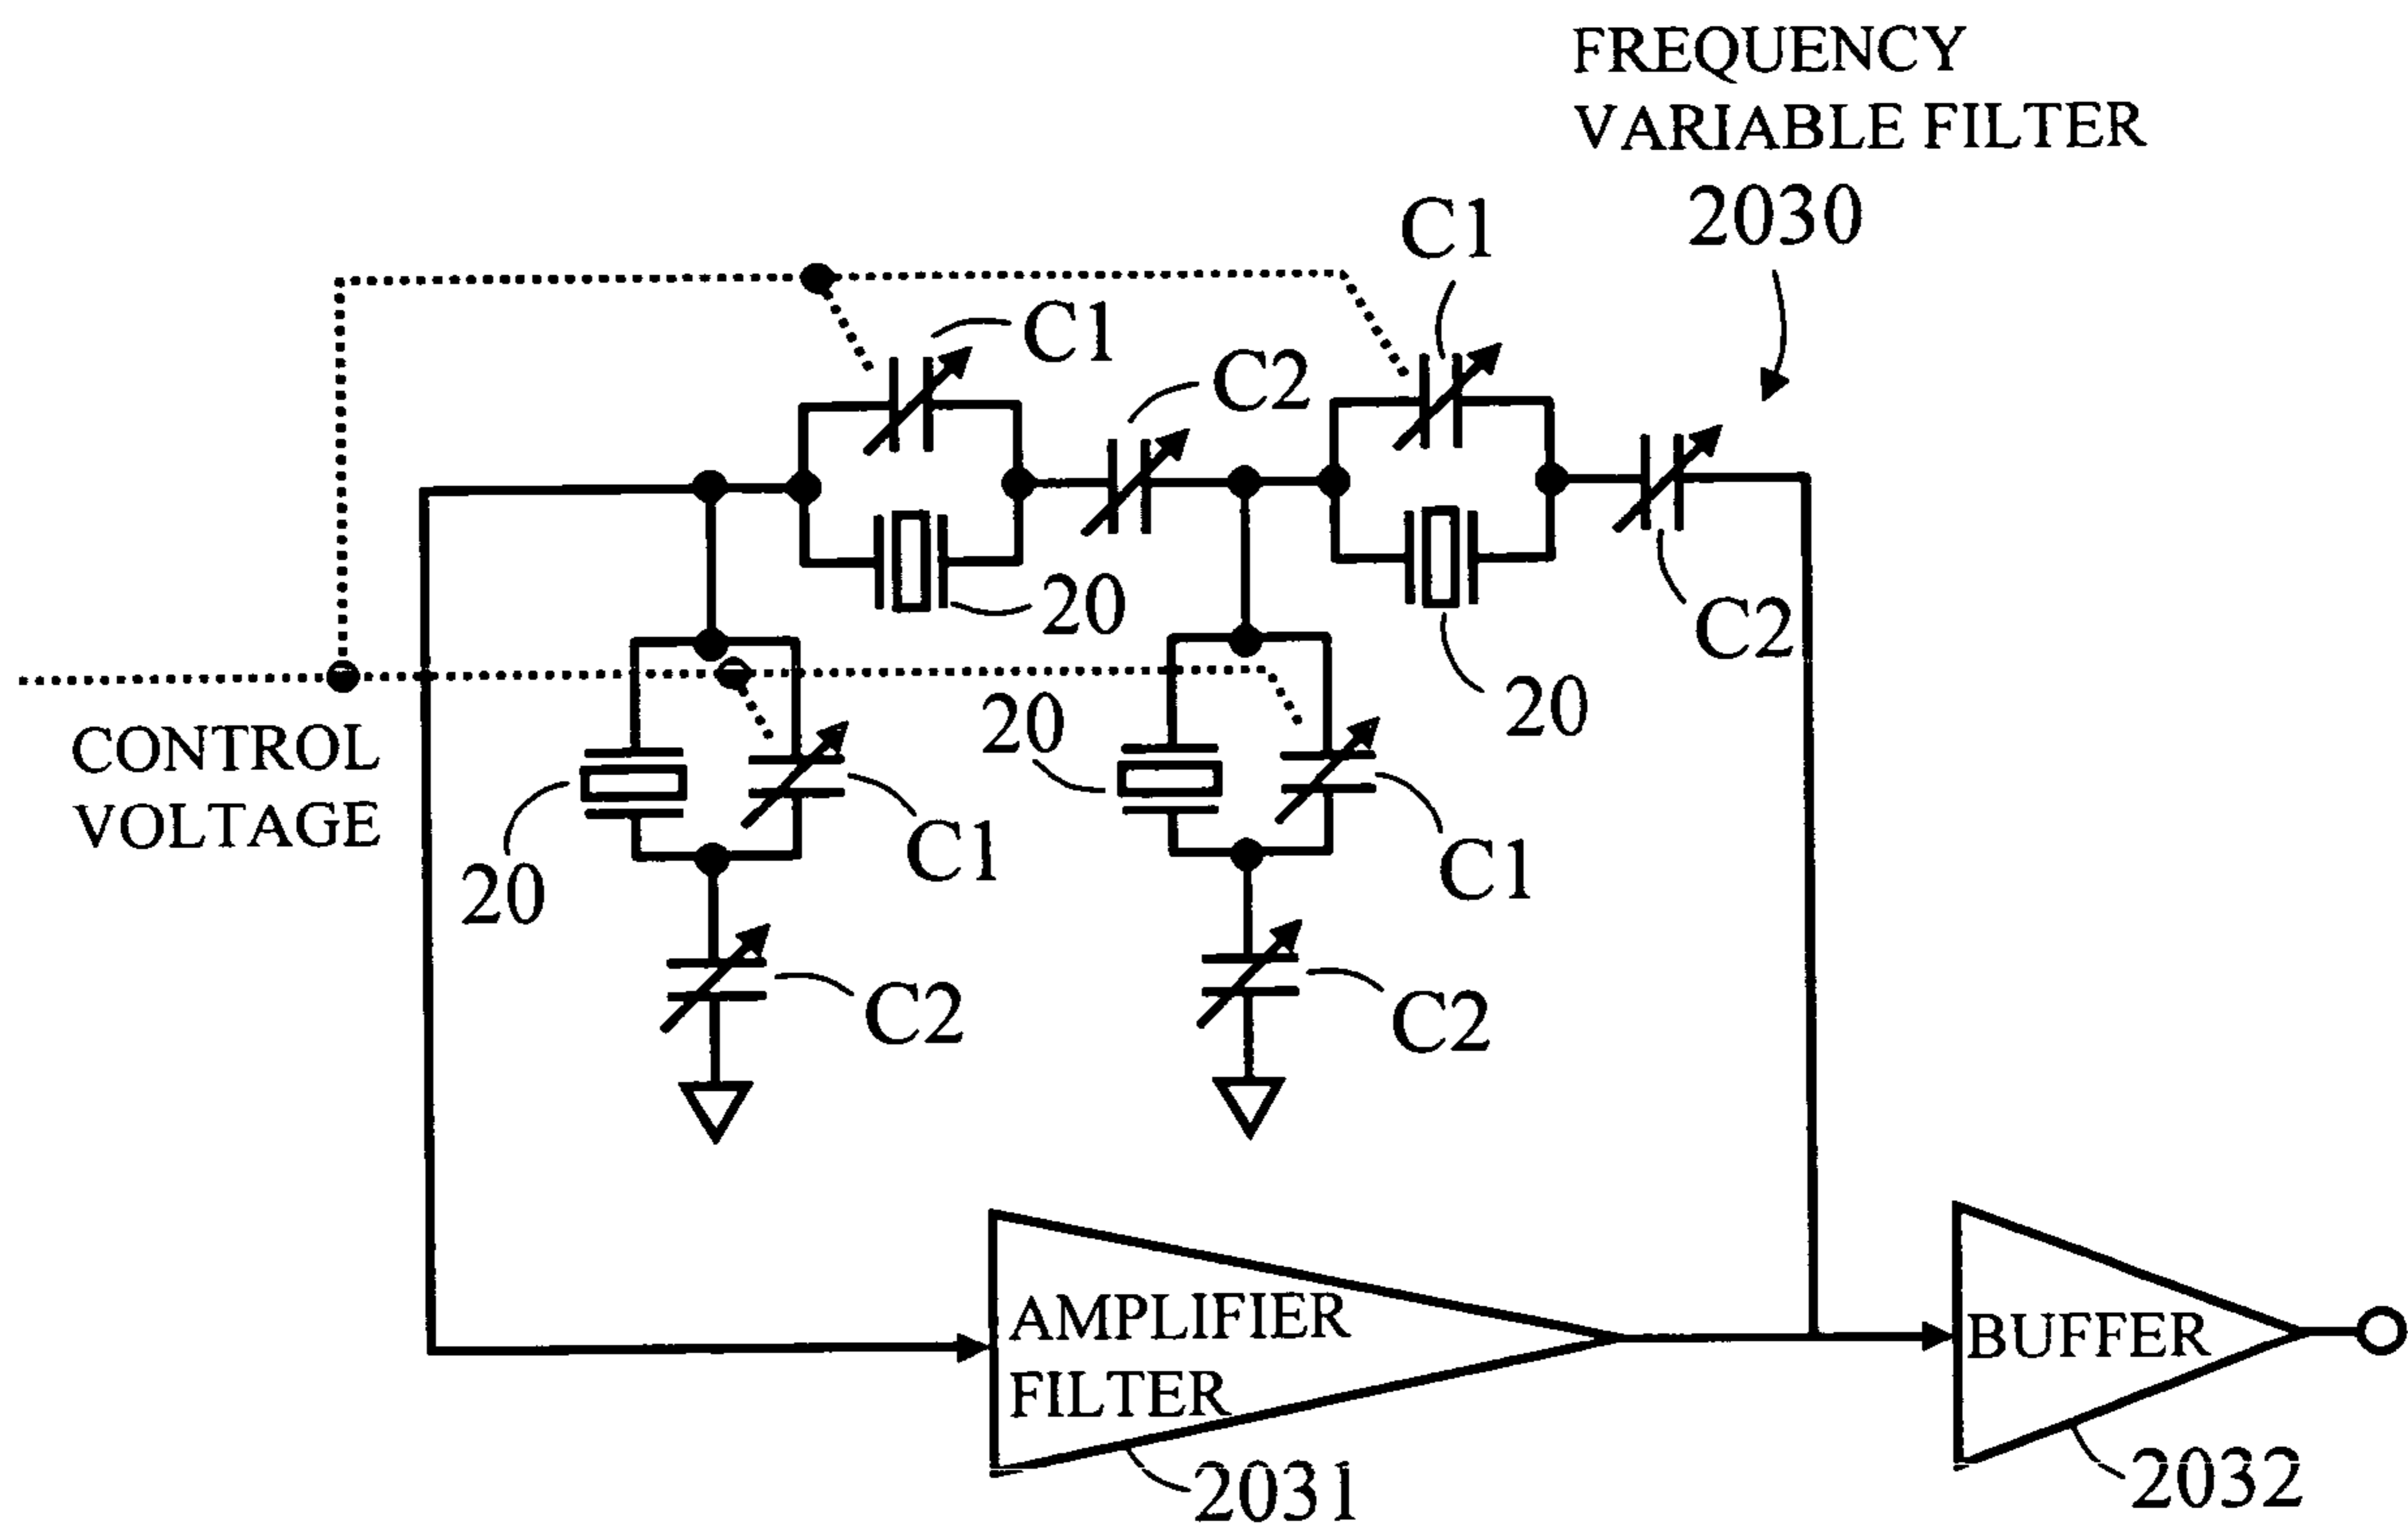 FREQUENCY
VARIABLE FILTER
2030
C1
C1
C2
20
C2
20
CONTROL
VOLTAGE
20
20
C1
C1
C2
C2
AMPLIFIER
FILTER
BUFFER
2031
2032